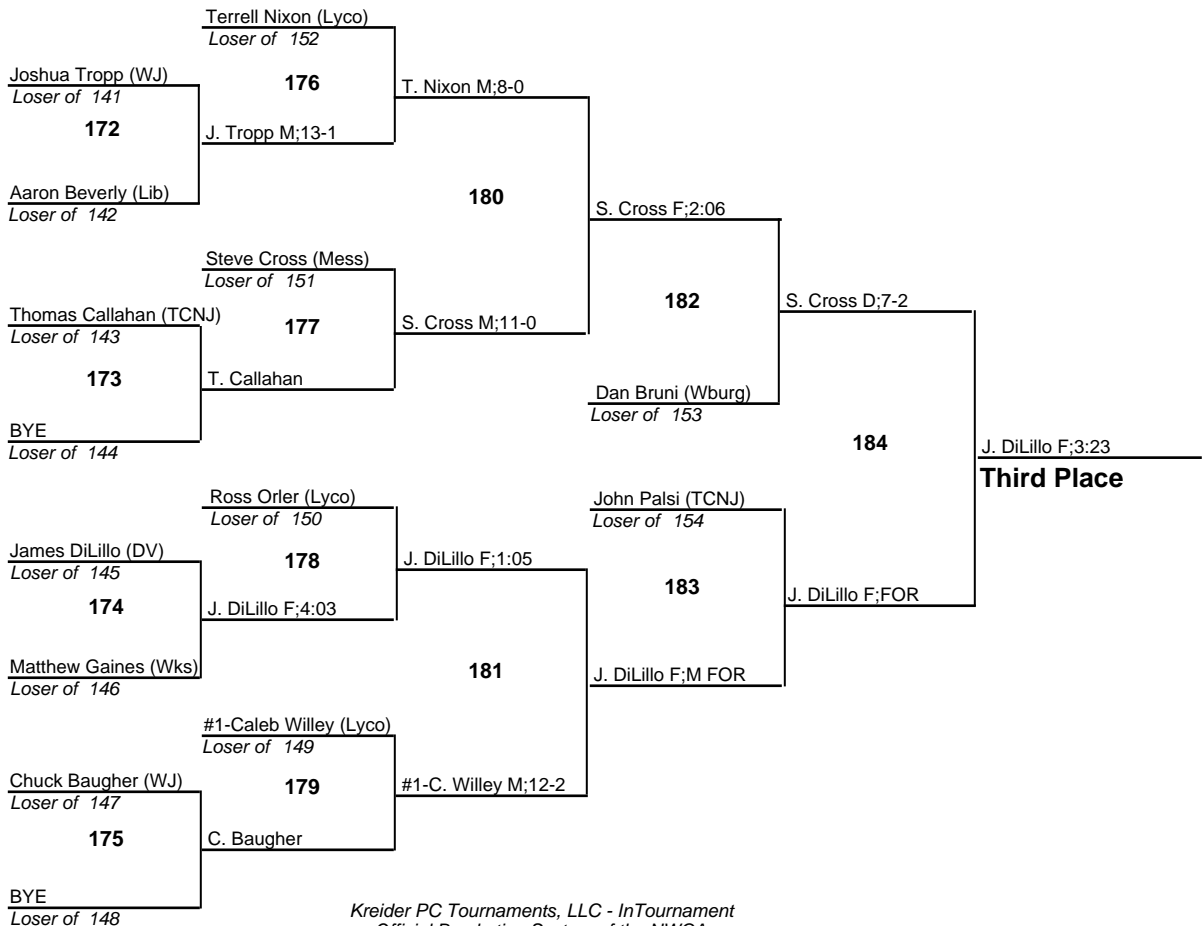 Terrell Nixon (Lyco)
Loser of 152
Joshua Tropp (WJ)
Loser of 141
176
T. Nixon M;8-0
172
J. Tropp M;13-1
Aaron Beverly (Lib)
Loser of 142
180
S. Cross F;2:06
Steve Cross (Mess)
Loser of 151
Thomas Callahan (TCNJ)
Loser of 143
177
S. Cross M;11-0
182
S. Cross D;7-2
173
T. Callahan
Dan Bruni (Wburg)
Loser of 153
BYE
Loser of 144
184
J. DiLillo F;3:23
Third Place
Ross Orler (Lyco)
Loser of 150
John Palsi (TCNJ)
Loser of 154
James DiLillo (DV)
Loser of 145
178
J. DiLillo F;1:05
183
J. DiLillo F;FOR
174
J. DiLillo F;4:03
Matthew Gaines (Wks)
Loser of 146
181
J. DiLillo F;M FOR
#1-Caleb Willey (Lyco)
Loser of 149
Chuck Baugher (WJ)
Loser of 147
179
#1-C. Willey M;12-2
175
C. Baugher
BYE
Loser of 148
Kreider PC Tournaments, LLC - InTournament